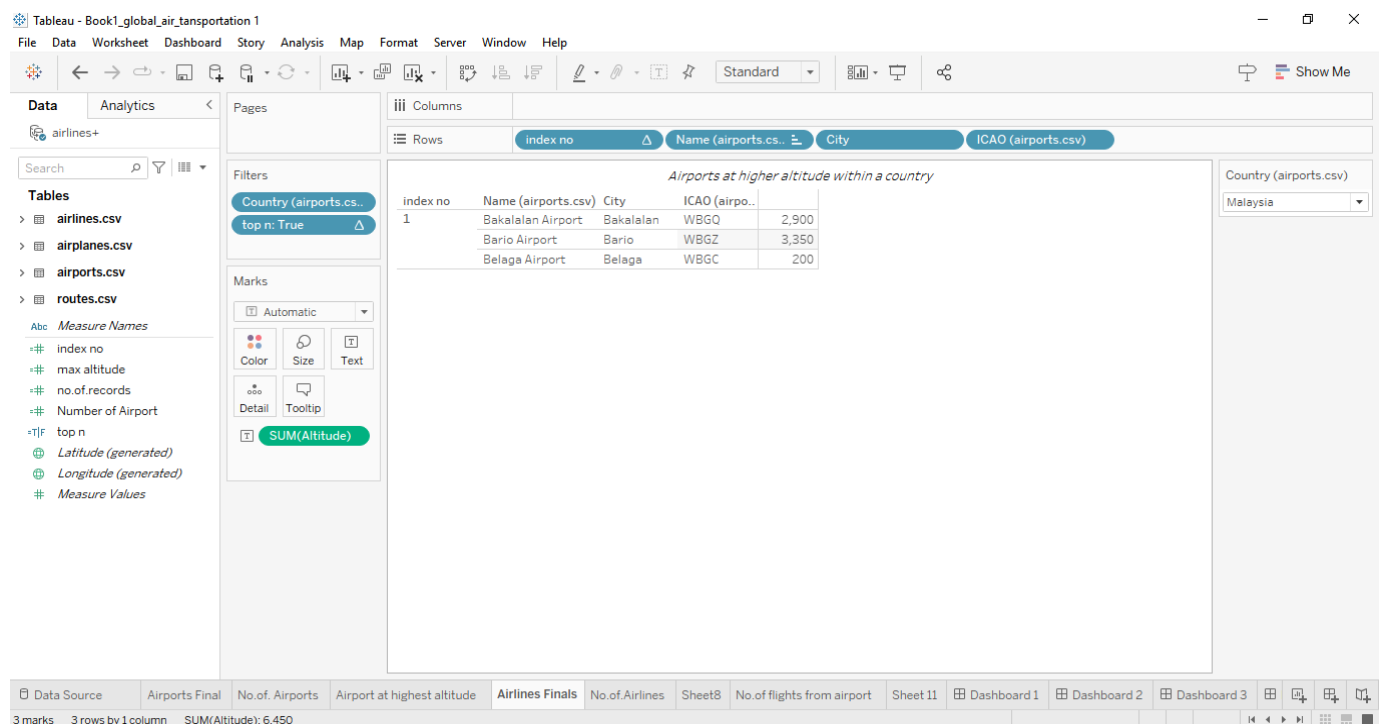 Tableau - Book1_global_air_tansportation 1
File Data Worksheet Dashboard Story Analysis Map Format Server Window Help
Standard
Show Me
Data Analytics
airlines+
Search
Tables
airlines.csv
airplanes.csv
airports.csv
routes.csv
Abc Measure Names
=# index no
=# max altitude
=# no.of.records
=# Number of Airport
=T|F top n
Latitude (generated)
Longitude (generated)
# Measure Values
Pages
Filters
Country (airports.cs..
top n: True
Marks
Automatic
Color Size Text
Detail Tooltip
SUM(Altitude)
Columns
Rows index no Name (airports.cs.. City ICAO (airports.csv)
Airports at higher altitude within a country
index no Name (airports.csv) City ICAO (airpo..
1 Bakalalan Airport Bakalalan WBGQ 2,900
Bario Airport Bario WBGZ 3,350
Belaga Airport Belaga WBGC 200
Country (airports.csv)
Malaysia
Data Source Airports Final No.of. Airports Airport at highest altitude Airlines Finals No.of.Airlines Sheet8 No.of flights from airport Sheet 11 Dashboard 1 Dashboard 2 Dashboard 3
3 marks 3 rows by 1 column SUM(Altitude): 6,450